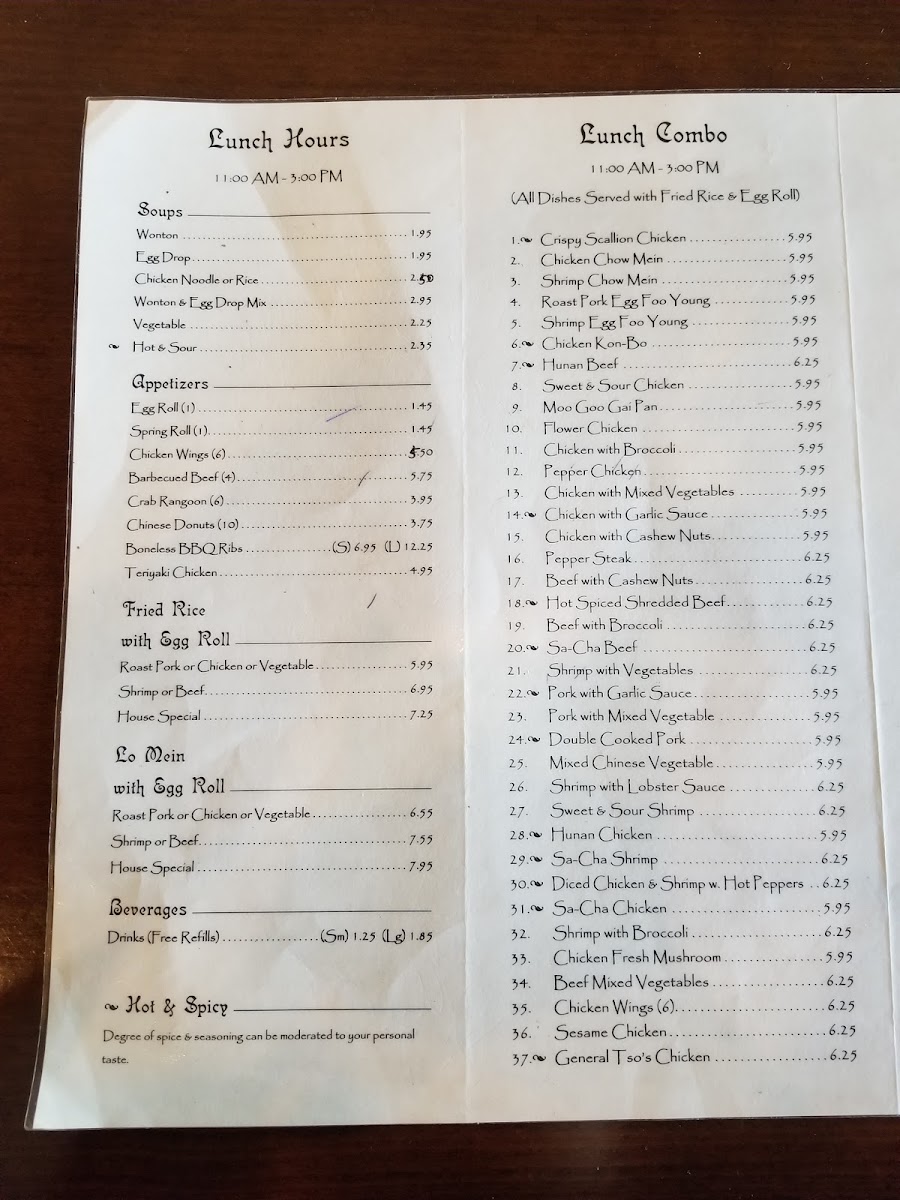 Lunch Hours
11:00 AM - 3:00 PM
Soups
Wonton 1.95
Egg Drop 1.95
Chicken Noodle or Rice 2.50
Wonton & Egg Drop Mix 2.95
Vegetable 2.25
Hot & Sour 2.35
Appetizers
Egg Roll (1) 1.45
Spring Roll (1) 1.45
Chicken Wings (6) 5.50
Barbecued Beef (4) 5.75
Crab Rangoon (6) 3.95
Chinese Donuts (10) 3.75
Boneless BBQ Ribs (S) 6.95 (L) 12.25
Teriyaki Chicken 4.95
Fried Rice
with Egg Roll
Roast Pork or Chicken or Vegetable 5.95
Shrimp or Beef 6.95
House Special 7.25
Lo Mein
with Egg Roll
Roast Pork or Chicken or Vegetable 6.55
Shrimp or Beef 7.55
House Special 7.95
Beverages
Drinks (Free Refills) (Sm) 1.25 (Lg) 1.85
Hot & Spicy
Degree of spice & seasoning can be moderated to your personal
taste.
Lunch Combo
11:00 AM - 3:00 PM
(All Dishes Served with Fried Rice & Egg Roll)
1. Crispy Scallion Chicken 5.95
2. Chicken Chow Mein 5.95
3. Shrimp Chow Mein 5.95
4. Roast Pork Egg Foo Young 5.95
5. Shrimp Egg Foo Young 5.95
6. Chicken Kon-Bo 5.95
7. Hunan Beef 6.25
8. Sweet & Sour Chicken 5.95
9. Moo Goo Gai Pan 5.95
10. Flower Chicken 5.95
11. Chicken with Broccoli 5.95
12. Pepper Chicken 5.95
13. Chicken with Mixed Vegetables 5.95
14. Chicken with Garlic Sauce 5.95
15. Chicken with Cashew Nuts 5.95
16. Pepper Steak 6.25
17. Beef with Cashew Nuts 6.25
18. Hot Spiced Shredded Beef 6.25
19. Beef with Broccoli 6.25
20. Sa-Cha Beef 6.25
21. Shrimp with Vegetables 6.25
22. Pork with Garlic Sauce 5.95
23. Pork with Mixed Vegetable 5.95
24. Double Cooked Pork 5.95
25. Mixed Chinese Vegetable 5.95
26. Shrimp with Lobster Sauce 6.25
27. Sweet & Sour Shrimp 6.25
28. Hunan Chicken 5.95
29. Sa-Cha Shrimp 6.25
30. Diced Chicken & Shrimp w. Hot Peppers 6.25
31. Sa-Cha Chicken 5.95
32. Shrimp with Broccoli 6.25
33. Chicken Fresh Mushroom 5.95
34. Beef Mixed Vegetables 6.25
35. Chicken Wings (6) 6.25
36. Sesame Chicken 6.25
37. General Tso's Chicken 6.25